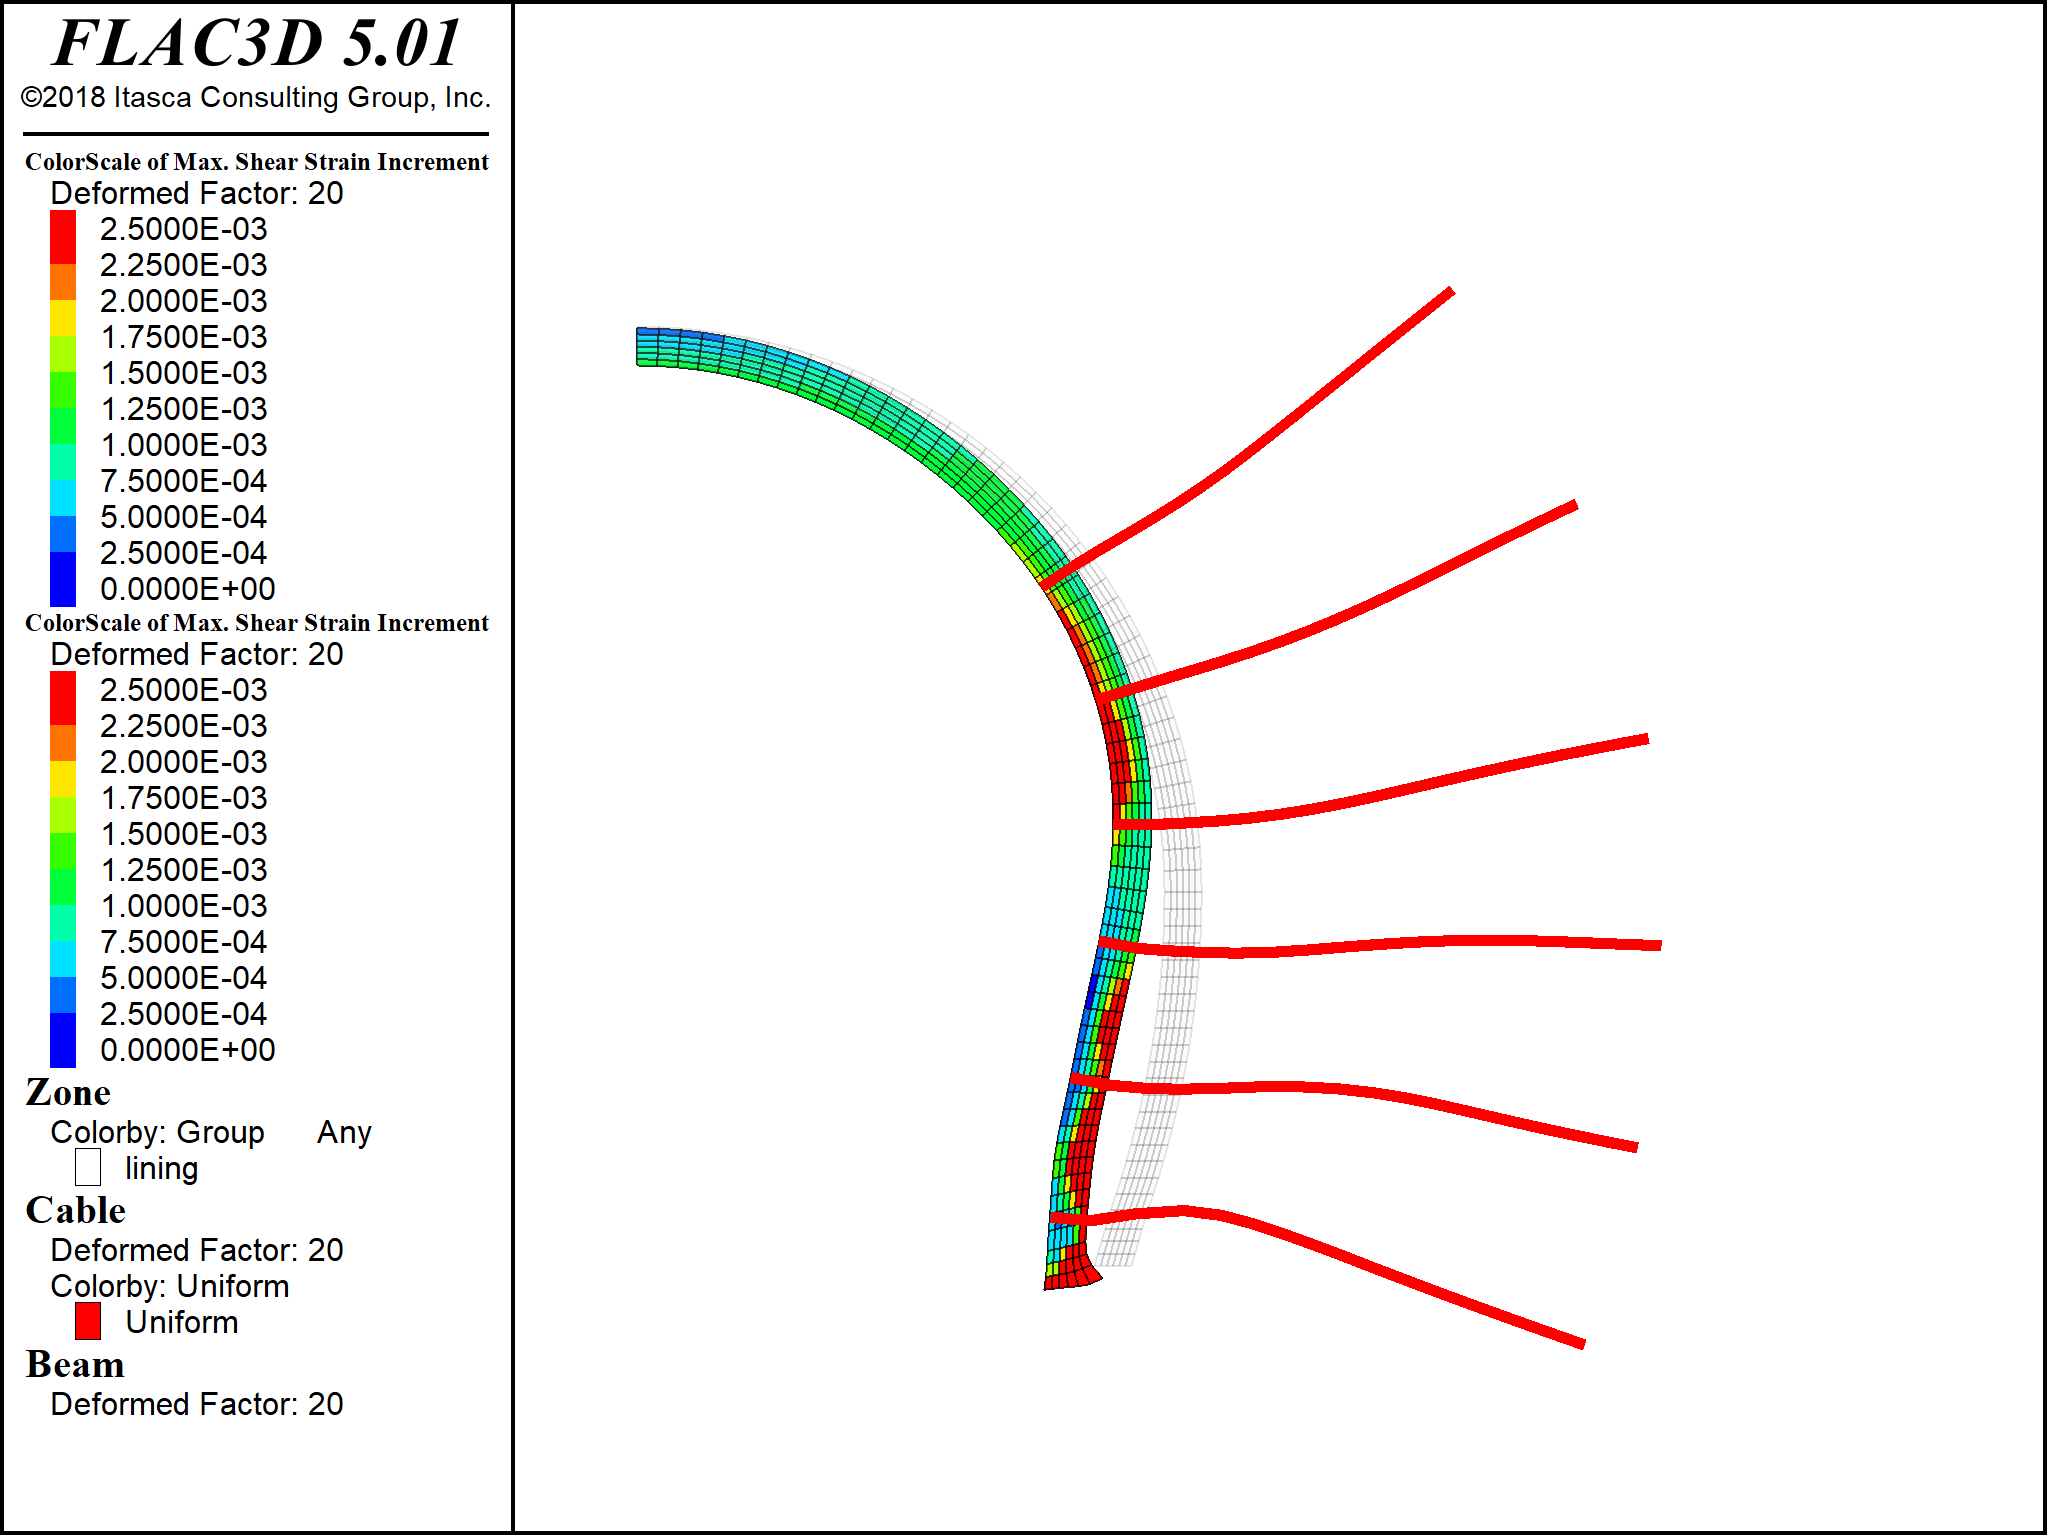 FLAC3D 5.01
©2018 Itasca Consulting Group, Inc.
ColorScale of Max. Shear Strain Increment
Deformed Factor: 20
2.5000E-03
2.2500E-03
2.0000E-03
1.7500E-03
1.5000E-03
1.2500E-03
1.0000E-03
7.5000E-04
5.0000E-04
2.5000E-04
0.0000E+00
ColorScale of Max. Shear Strain Increment
Deformed Factor: 20
2.5000E-03
2.2500E-03
2.0000E-03
1.7500E-03
1.5000E-03
1.2500E-03
1.0000E-03
7.5000E-04
5.0000E-04
2.5000E-04
0.0000E+00
Zone
Colorby: Group Any
lining
Cable
Deformed Factor: 20
Colorby: Uniform
Uniform
Beam
Deformed Factor: 20